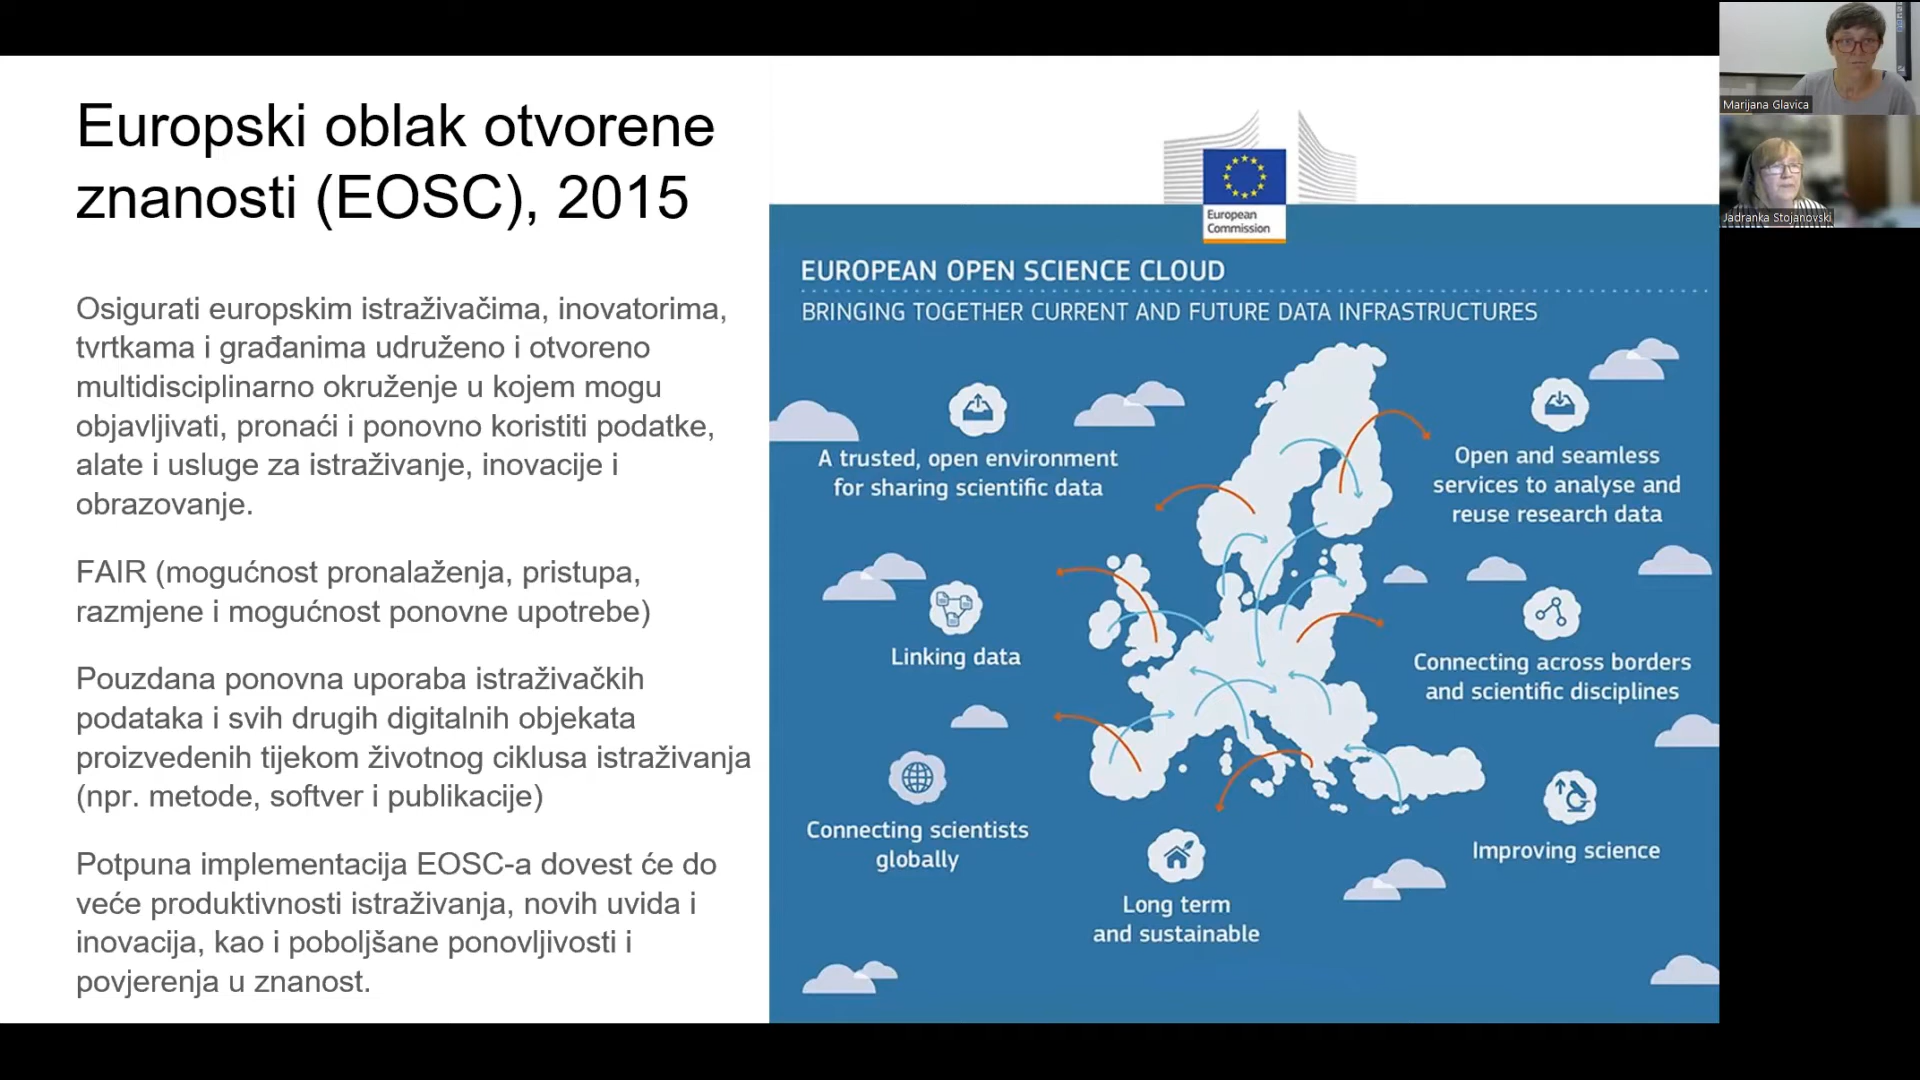 Europski oblak otvorene
znanosti (EOSC), 2015
Osigurati europskim istraživačima, inovatorima,
tvrtkama i građanima udruženo i otvoreno
multidisciplinarno okruženje u kojem mogu
objavljivati, pronaći i ponovno koristiti podatke,
alate i usluge za istraživanje, inovacije i
obrazovanje.
FAIR (mogućnost pronalaženja, pristupa,
razmjene i mogućnost ponovne upotrebe)
Pouzdana ponovna uporaba istraživačkih
podataka i svih drugih digitalnih objekata
proizvedenih tijekom životnog ciklusa istraživanja
(npr. metode, softver i publikacije)
Potpuna implementacija EOSC-a dovest će do
veće produktivnosti istraživanja, novih uvida i
inovacija, kao i poboljšane ponovljivosti i
povjerenja u znanost.
European
Commission
EUROPEAN OPEN SCIENCE CLOUD
BRINGING TOGETHER CURRENT AND FUTURE DATA INFRASTRUCTURES
A trusted, open environment
for sharing scientific data
Open and seamless
services to analyse and
reuse research data
Linking data
Connecting across borders
and scientific disciplines
Connecting scientists
globally
Improving science
Long term
and sustainable
Marijana Glavica
Jadranka Stojanovski